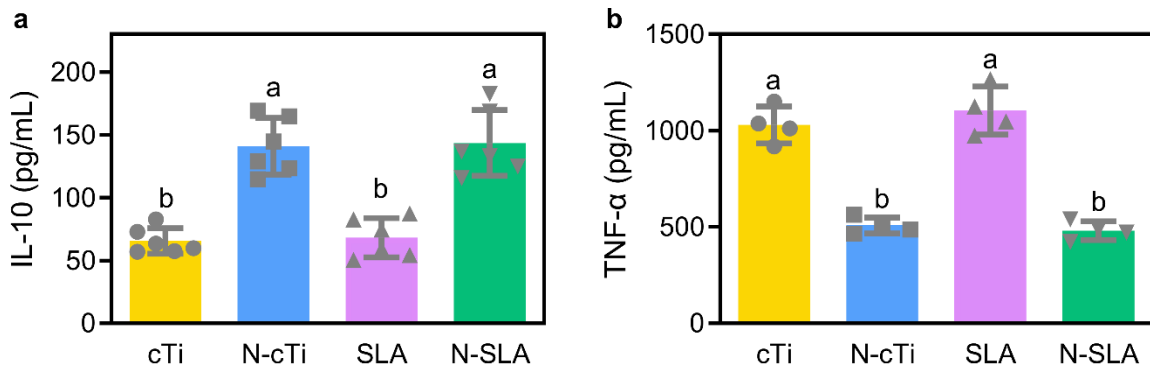 a
IL-10 (pg/mL)
200
150
100
50
0
b
a
b
a
cTi
N-cTi
SLA
N-SLA
b
TNF-α (pg/mL)
1500
1000
500
0
a
b
a
b
cTi
N-cTi
SLA
N-SLA